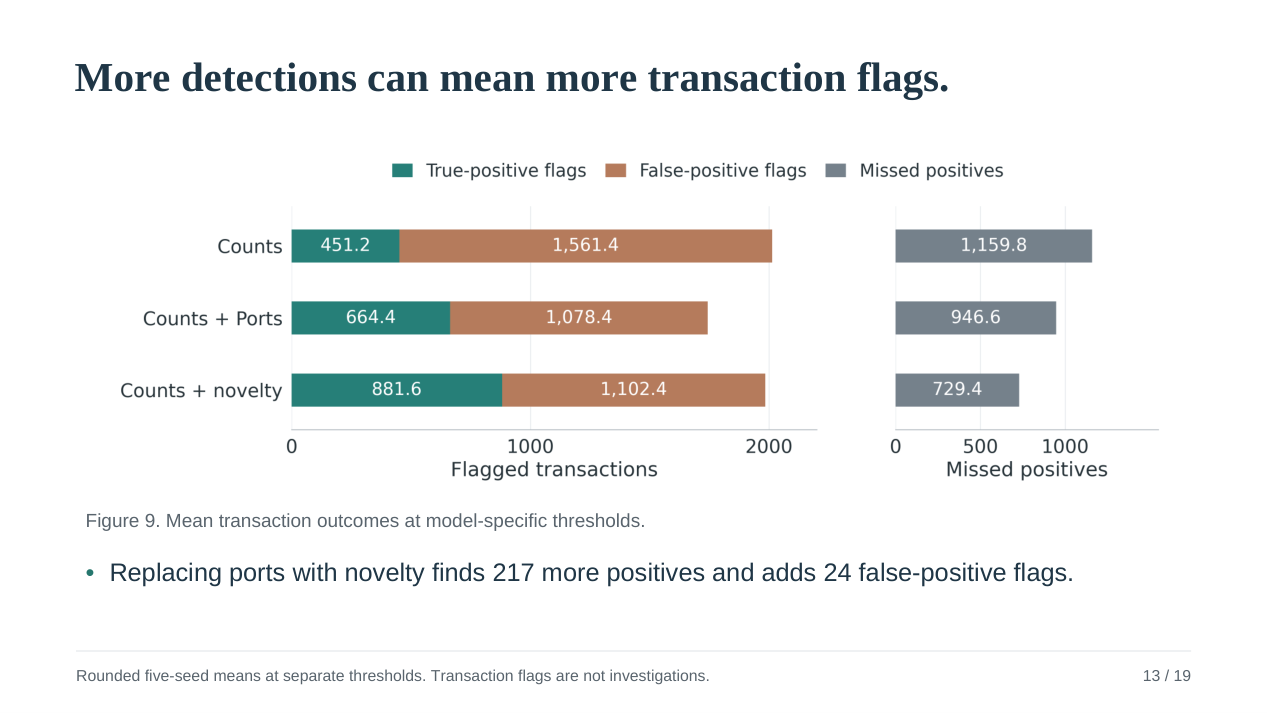 More detections can mean more transaction flags.
True-positive flags False-positive flags Missed positives
Counts 451.2 1,561.4 1,159.8
Counts + Ports 664.4 1,078.4 946.6
Counts + novelty 881.6 1,102.4 729.4
0 1000 2000 0 500 1000
Flagged transactions Missed positives
Figure 9. Mean transaction outcomes at model-specific thresholds.
• Replacing ports with novelty finds 217 more positives and adds 24 false-positive flags.
Rounded five-seed means at separate thresholds. Transaction flags are not investigations. 13 / 19